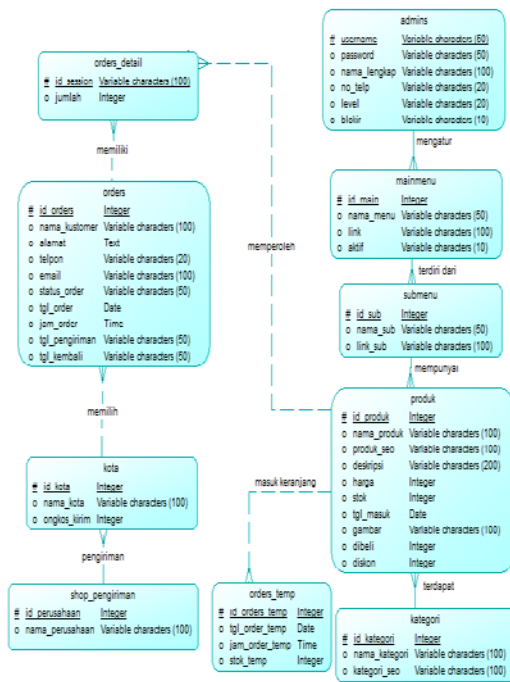 orders_detail
# id_session Variable characters (100)
o jumlah Integer
memiliki
orders
# id_orders Integer
o nama_kustomer Variable characters (100)
o alamat Text
o telpon Variable characters (20)
o email Variable characters (100)
o status_order Variable characters (50)
o tgl_order Date
o jam_order Time
o tgl_pengiriman Variable characters (50)
o tgl_kembali Variable characters (50)
memilih
kota
# id_kota Integer
o nama_kota Variable characters (100)
o ongkos_kirim Integer
pengiriman
shop_pengiriman
# id_perusahaan Integer
o nama_perusahaan Variable characters (100)
memperoleh
masuk keranjang
orders_temp
# id_orders_temp Integer
o tgl_order_temp Date
o jam_order_temp Time
o stok_temp Integer
admins
# username Variable characters (50)
o password Variable characters (50)
o nama_lengkap Variable characters (100)
o no_telp Variable characters (20)
o level Variable characters (20)
o blokir Variable characters (10)
mengatur
mainmenu
# id_main Integer
o nama_menu Variable characters (50)
o link Variable characters (100)
o aktif Variable characters (10)
terdiri dari
submenu
# id_sub Integer
o nama_sub Variable characters (50)
o link_sub Variable characters (100)
mempunyai
produk
# id_produk Integer
o nama_produk Variable characters (100)
o produk_seo Variable characters (100)
o deskripsi Variable characters (200)
o harga Integer
o stok Integer
o tgl_masuk Date
o gambar Variable characters (100)
o dibeli Integer
o diskon Integer
terdapat
kategori
# id_kategori Integer
o nama_kategori Variable characters (100)
o kategori_seo Variable characters (100)